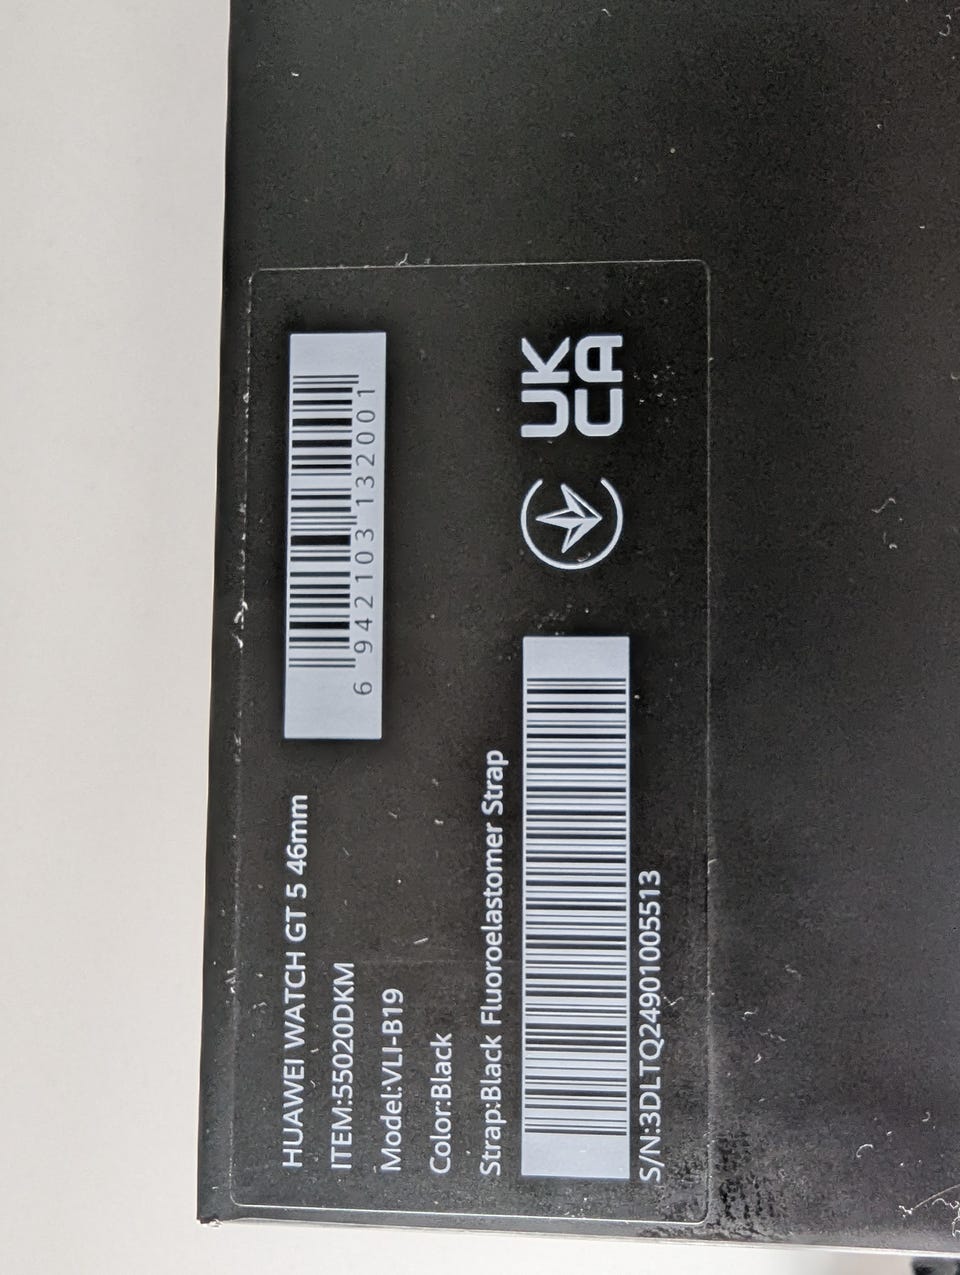 HUAWEI WATCH GT 5 46mm
ITEM:55020DKM
Model:VLI-B19
Color:Black
Strap:Black Fluoroelastomer Strap
6 942103 132001
S/N:3DLTQ24901005513
UK
CA